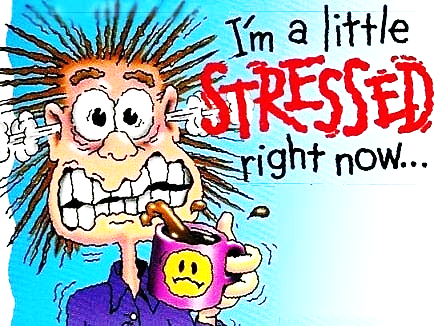 I'm a little
STRESSED
right now...